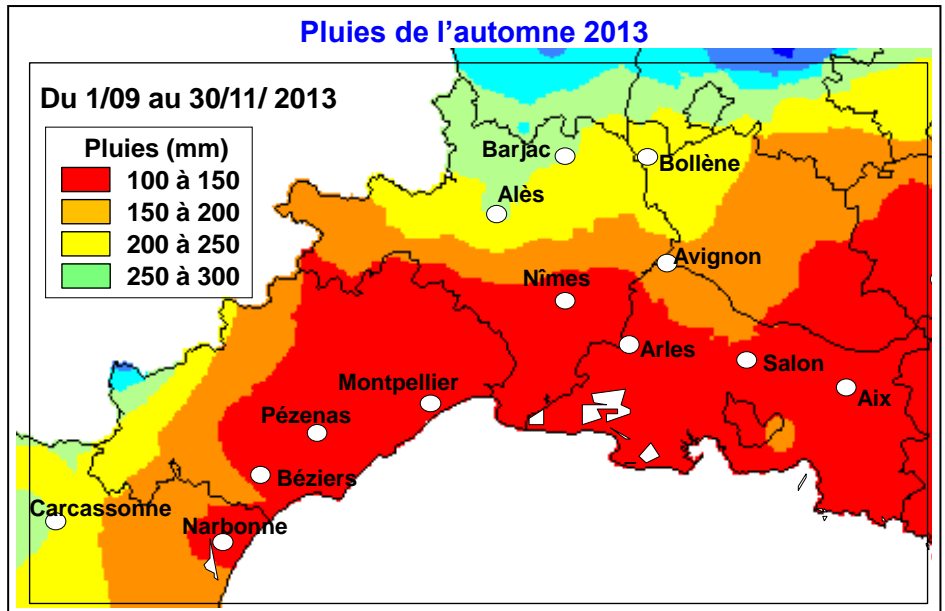 Pluies de l’automne 2013
Du 1/09 au 30/11/ 2013
Pluies (mm)
100 à 150
150 à 200
200 à 250
250 à 300
Barjac
Bollène
Alès
Avignon
Nîmes
Arles
Salon
Aix
Montpellier
Pézenas
Béziers
Carcassonne
Narbonne